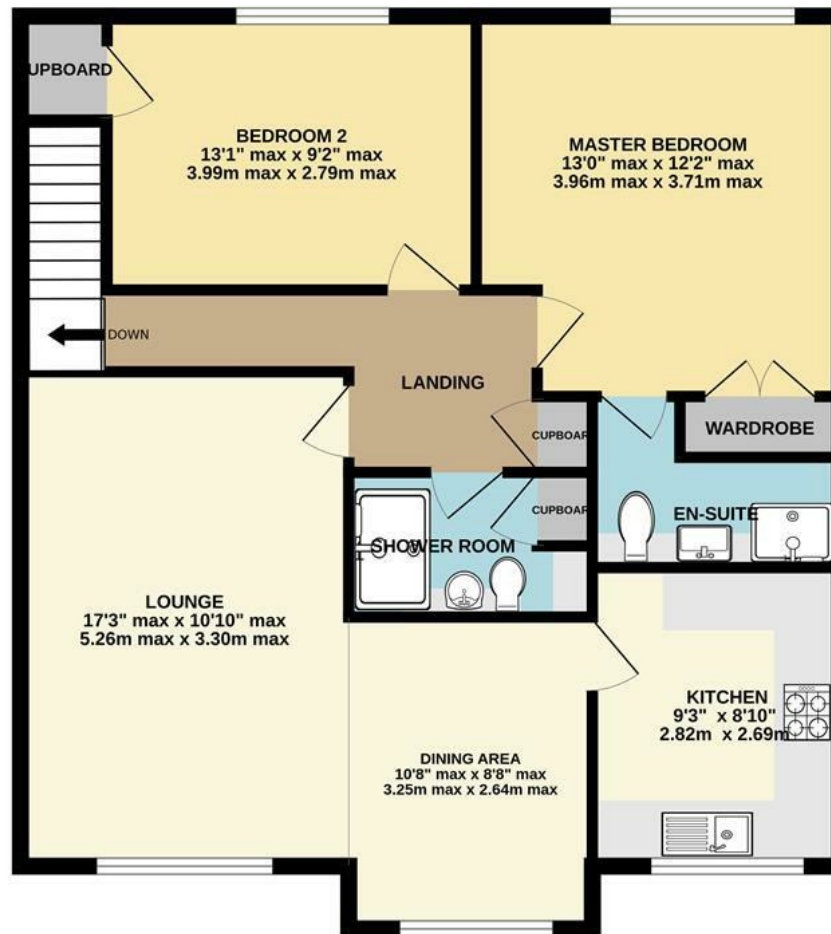 UPBOARD
BEDROOM 2
13'1" max x 9'2" max
3.99m max x 2.79m max
MASTER BEDROOM
13'0" max x 12'2" max
3.96m max x 3.71m max
DOWN
LANDING
CUPBOAR
WARDROBE
CUPBOAR
EN-SUITE
SHOWER ROOM
LOUNGE
17'3" max x 10'10" max
5.26m max x 3.30m max
KITCHEN
9'3" x 8'10"
2.82m x 2.69m
DINING AREA
10'8" max x 8'8" max
3.25m max x 2.64m max